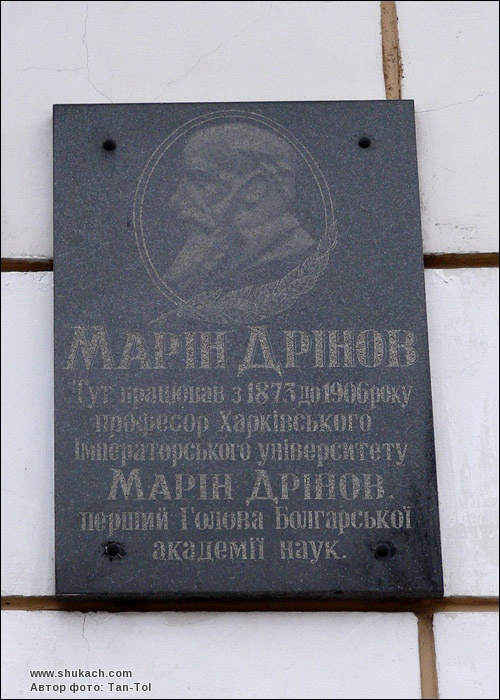 Марін Дрінов
Тут працював з 1873 до 1906 року
професор Харківського
Імператорського університету
Марін Дрінов,
перший Голова Болгарської
академії наук.
www.shukach.com
Автор фото: Tan-Tol